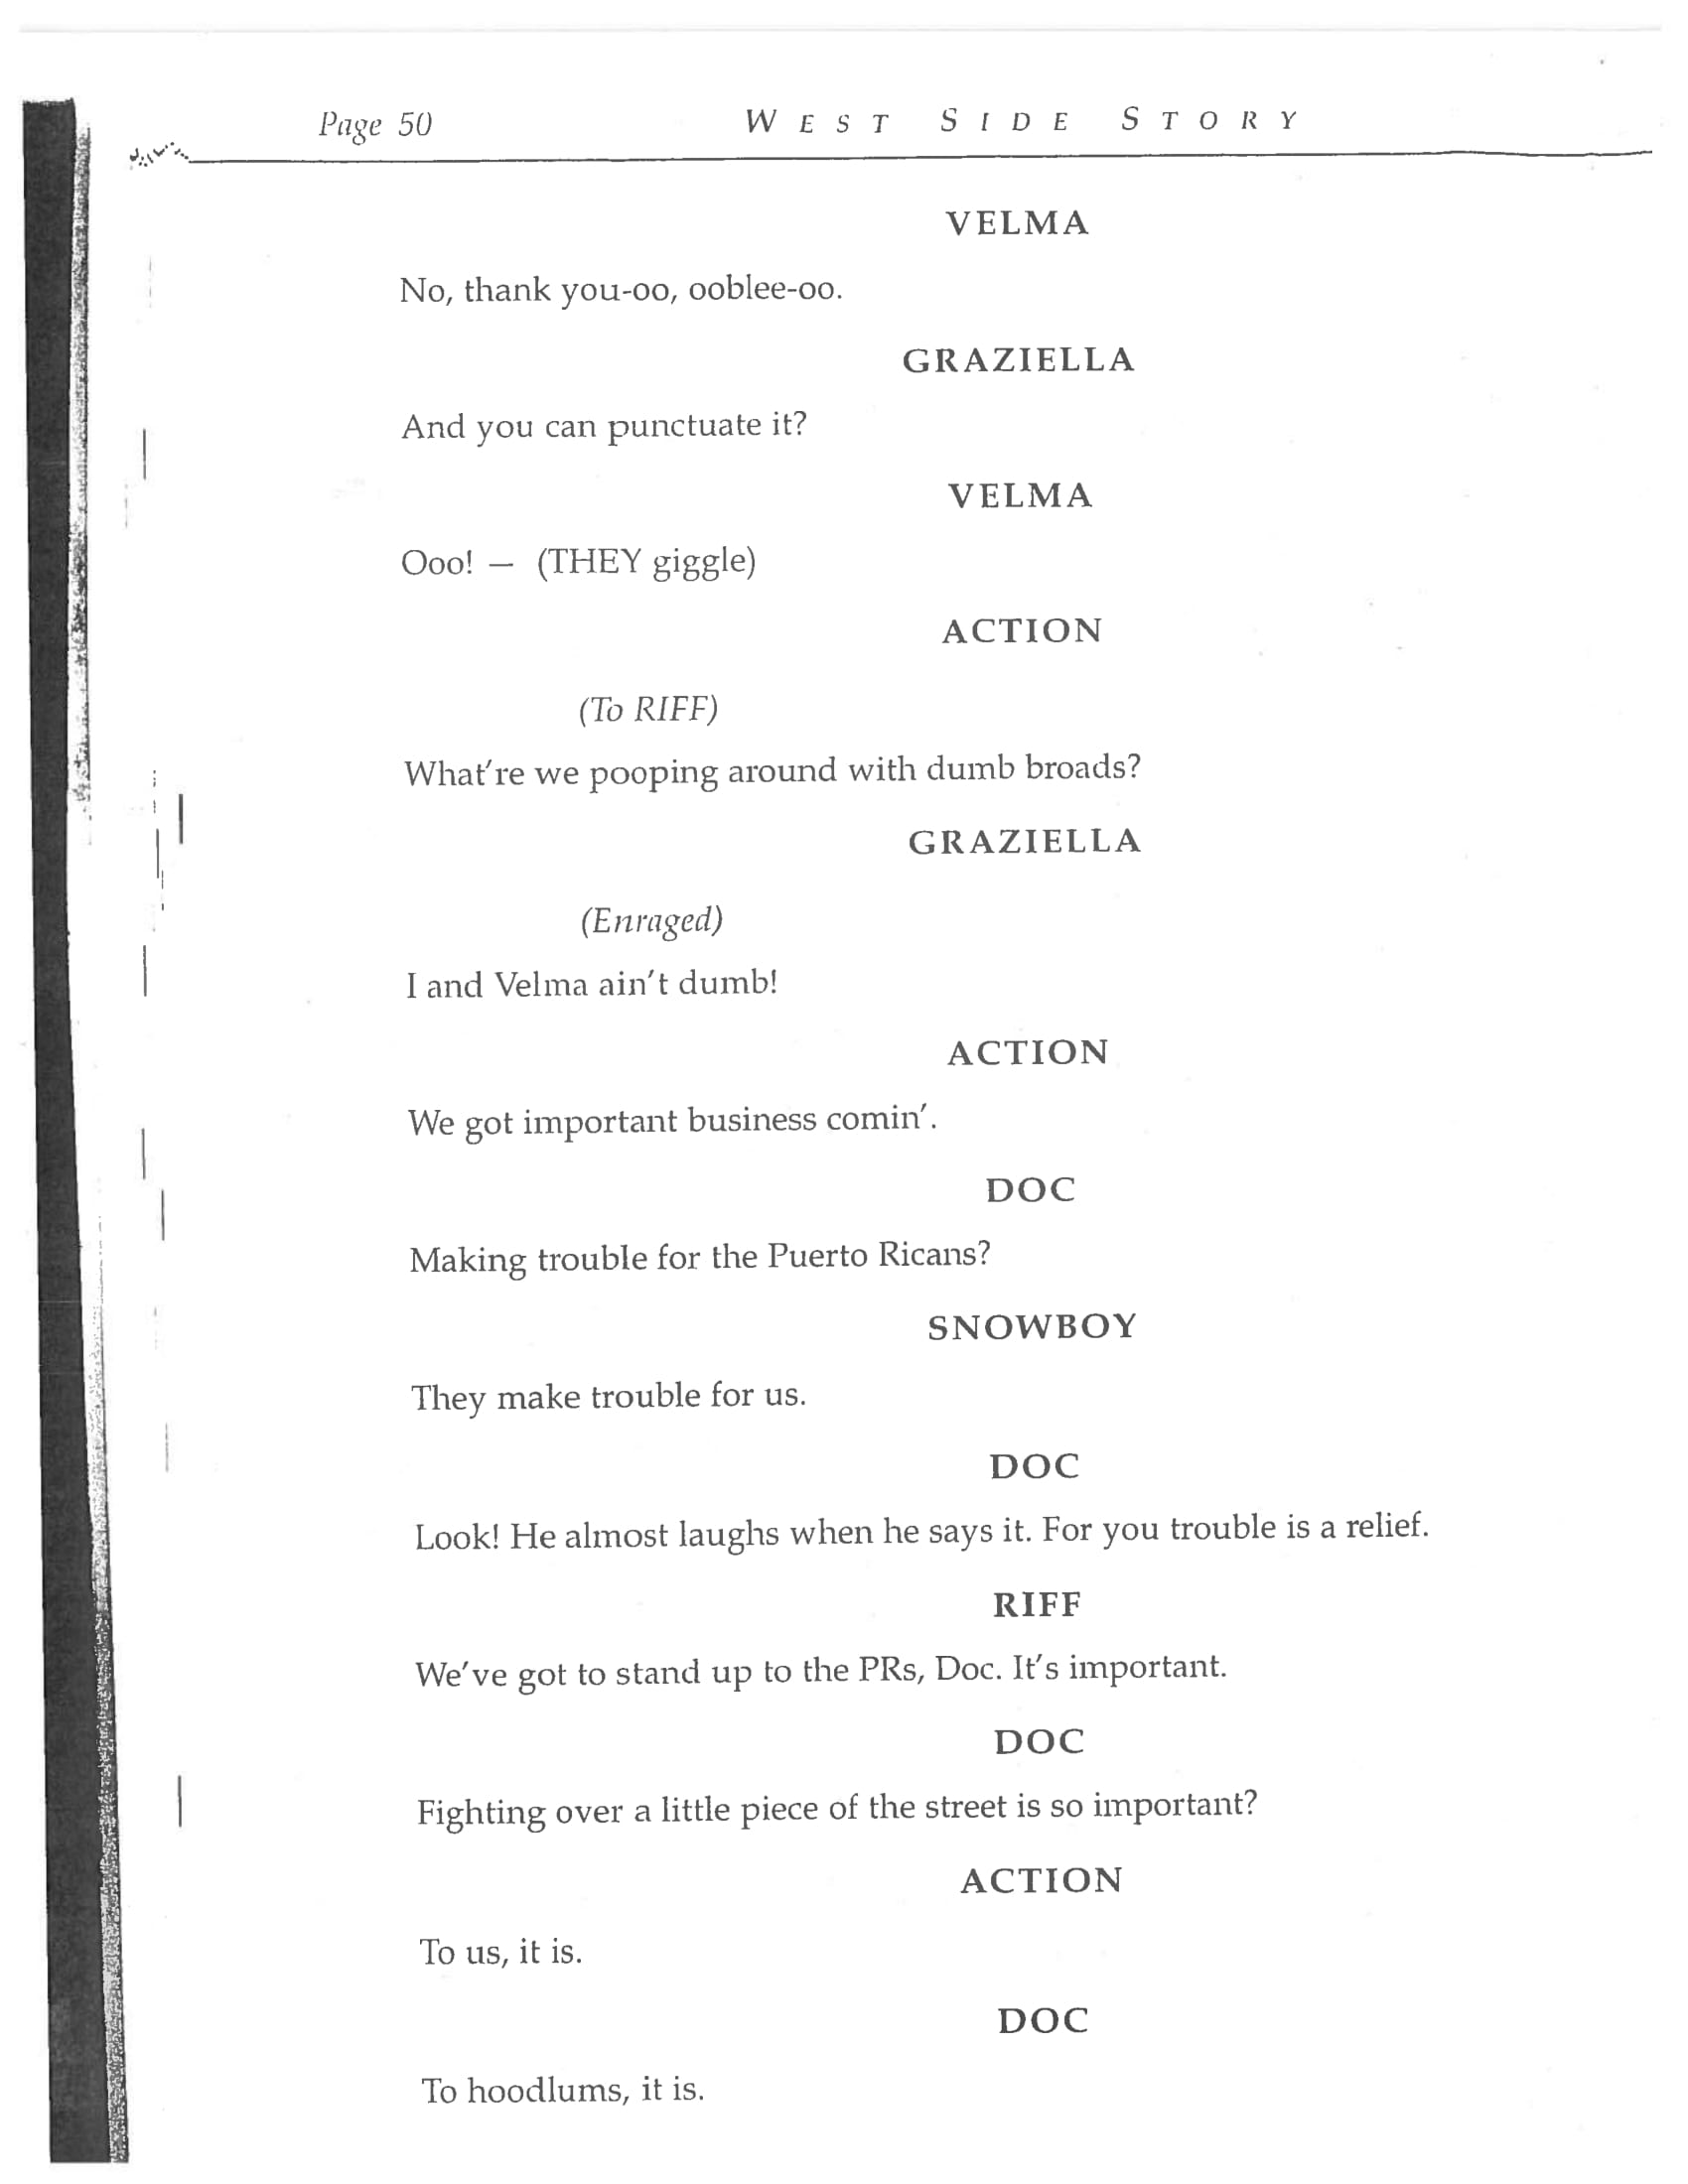 Page 50 WEST SIDE STORY
VELMA
No, thank you-oo, ooblee-oo.
GRAZIELLA
And you can punctuate it?
VELMA
Ooo! — (THEY giggle)
ACTION
(To RIFF)
What're we pooping around with dumb broads?
GRAZIELLA
(Enraged)
I and Velma ain't dumb!
ACTION
We got important business comin'.
DOC
Making trouble for the Puerto Ricans?
SNOWBOY
They make trouble for us.
DOC
Look! He almost laughs when he says it. For you trouble is a relief.
RIFF
We've got to stand up to the PRs, Doc. It's important.
DOC
Fighting over a little piece of the street is so important?
ACTION
To us, it is.
DOC
To hoodlums, it is.